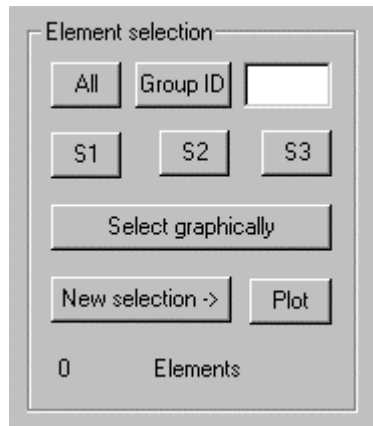 Element selection
All Group ID
S1 S2 S3
Select graphically
New selection -> Plot
0 Elements